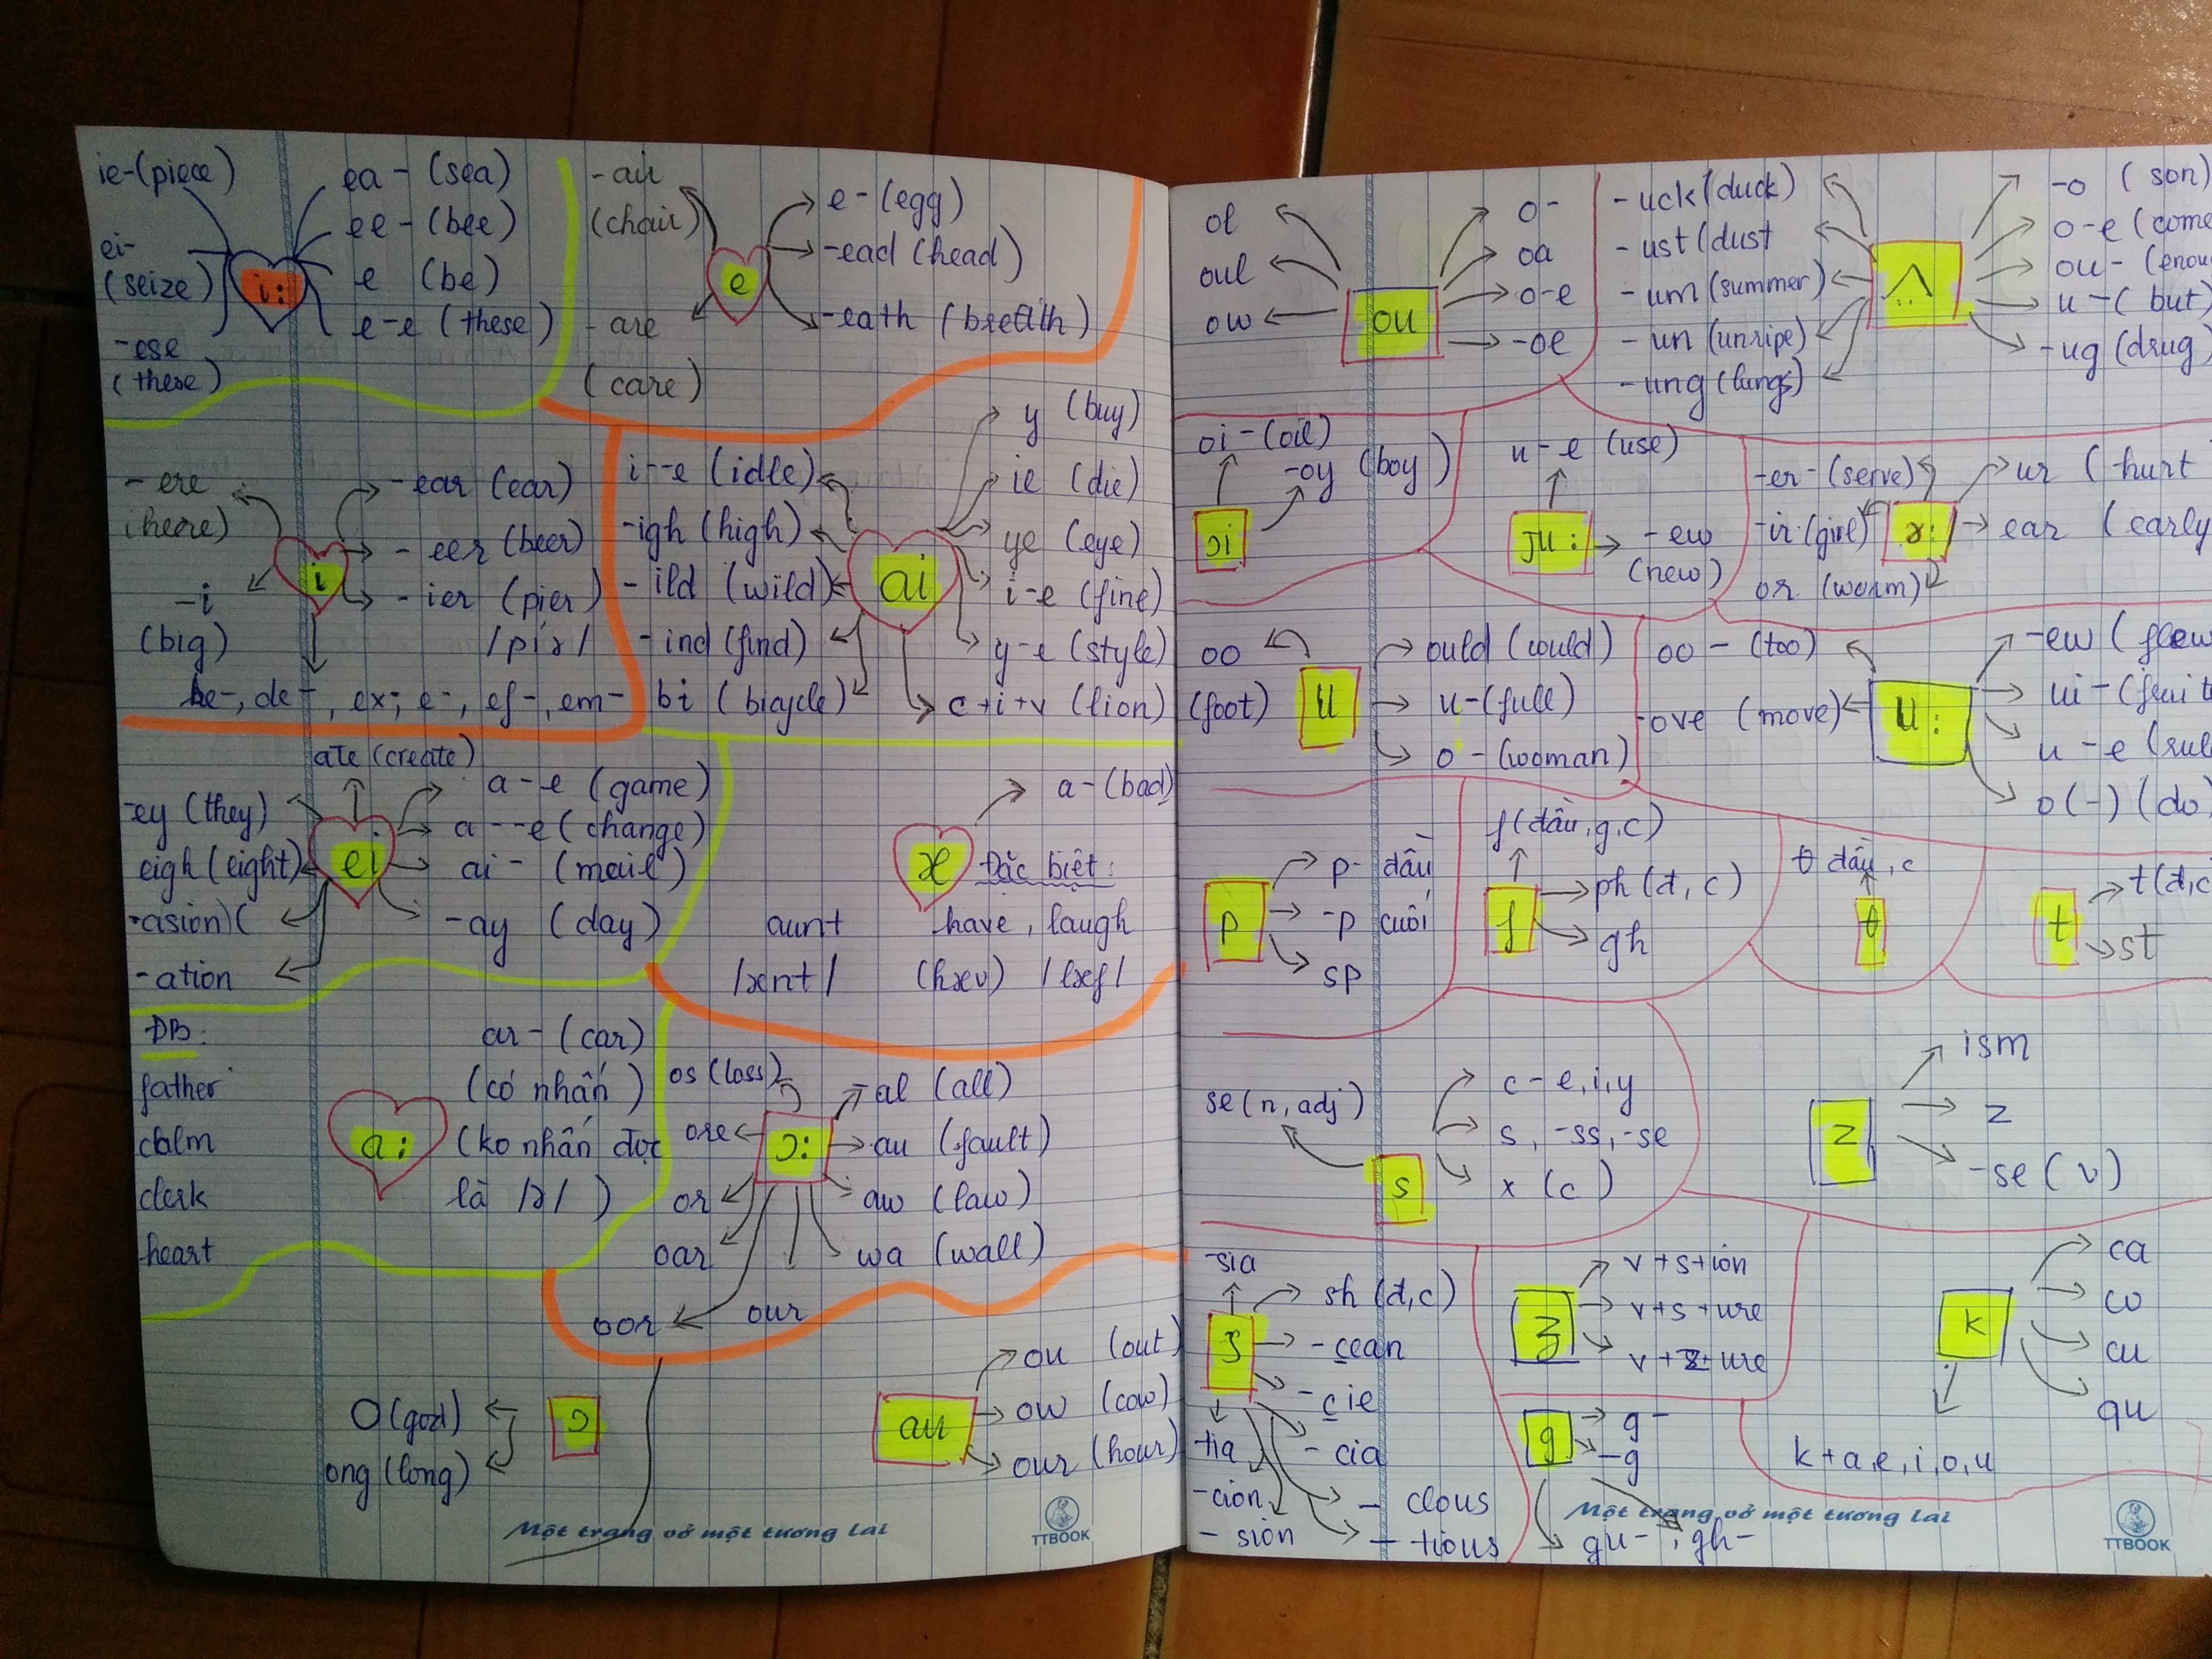 ie-(piece)
ei-
(seize)
-ese
(these)
i:
ea - (sea)
ee - (bee)
e (be)
e-e (these)
-air
(chair)
-are
(care)
e
e-(egg)
-ead (head)
-eath (breath)
-ere
(here)
-i
(big)
i
-ear (ear)
-eer (beer)
-ier (pier)
be-, de-, ex-, e-, ef-, em-
i--e (idle)
-igh (high)
-ild (wild)
-ind (find)
bi (bicycle)
ai
y (buy)
ie (die)
ye (eye)
i-e (fine)
y-e (style)
c+i+v (lion)
ate (create)
-ey (they)
eigh (eight)
-asion) (
-ation
ei
a-e (game)
a--e (change)
ai- (mail)
-ay (day)
æ
a-(bad)
Đặc biệt:
aunt have, laugh
/ænt/ (hæv) /læf/
ĐB:
father
calm
clerk
heart
a:
ar-(car)
(có nhấn)
(ko nhấn đọc
là /ə/ )
os (loss)
ore
or
oar
oor
our
ɔ:
al (all)
au (fault)
aw (law)
wa (wall)
O(god)
ong (long)
ɔ
au
ou (out)
ow (cow)
our (hour)
Một trang vở một tương lai
TTBOOK
ol
oul
ow
ou
o-
oa
o-e
-oe
-uck (duck)
-ust (dust
-um (summer)
-un (unripe)
-ung (lungs)
ʌ
-o (son)
o-e (come
ou-
u-(but)
-ug (drug)
oi-(oil)
-oy (boy)
ɔi
u-e (use)
ju:
-ew
(new)
-er-(serve)
-ir-(girl)
or (worm)
ə:
ur (hurt
ear (early
oo
(foot)
u
ould (could)
u-(full)
o-(woman)
oo-(too)
-ove (move)
u:
-ew (flew
ui-(fruit
u-e
o(-) (do)
p
p- đầu
-p cuối
sp
f (đầu, g, c)
f
ph (đ, c)
gh
θ đầu, c
θ
t
t(đ,c
st
se (n, adj)
s
c-e, i, y
s, -ss, -se
x (c)
z
ism
z
-se (v)
-sia
ʃ
sh (đ,c)
-cean
-cie
-cia
-tia
-cion
-sion
-cious
-tious
ʒ
v+s+ion
v+s+ure
v+z+ure
g
g-
-g
gu-, gh-
k
ca
co
cu
qu
k+a,e,i,o,u
Một trang vở một tương lai
TTBOOK